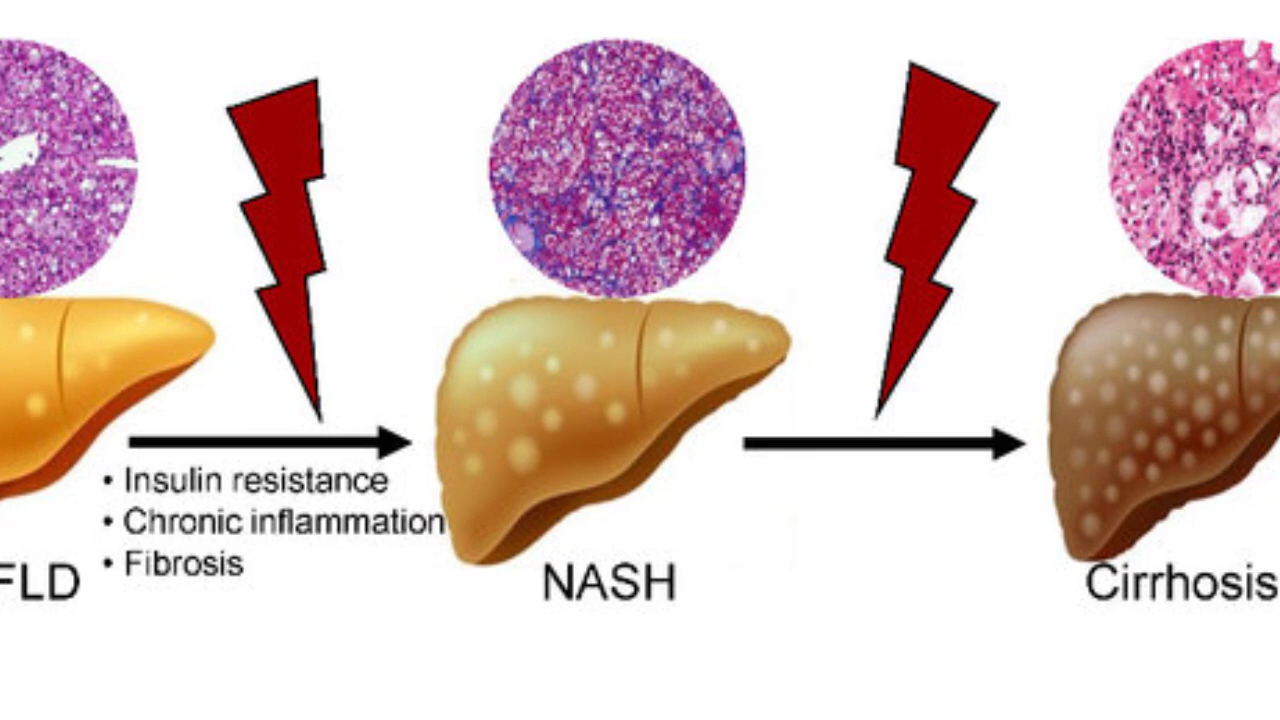 • Insulin resistance
• Chronic inflammation
• Fibrosis
FLD
NASH
Cirrhosis